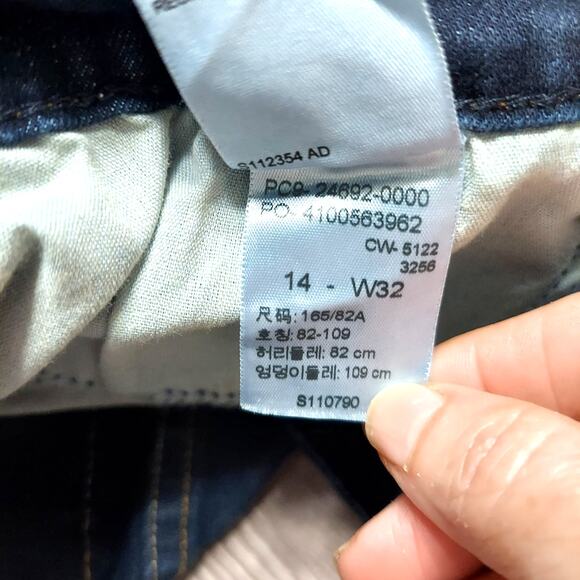 S112354 AD
PC9- 24692-0000
PO- 4100563962
CW- 5122
3256
14 - W32
尺码: 165/82A
호칭: 82-109
허리둘레: 82 cm
엉덩이둘레: 109 cm
S110790